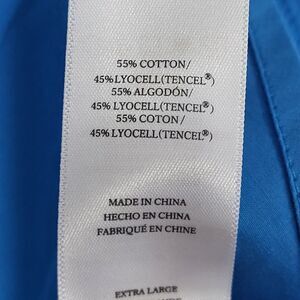 55% COTTON/
45% LYOCELL(TENCEL®)
55% ALGODÓN/
45% LYOCELL(TENCEL®)
55% COTON/
45% LYOCELL(TENCEL®)
MADE IN CHINA
HECHO EN CHINA
FABRIQUÉ EN CHINE
EXTRA LARGE